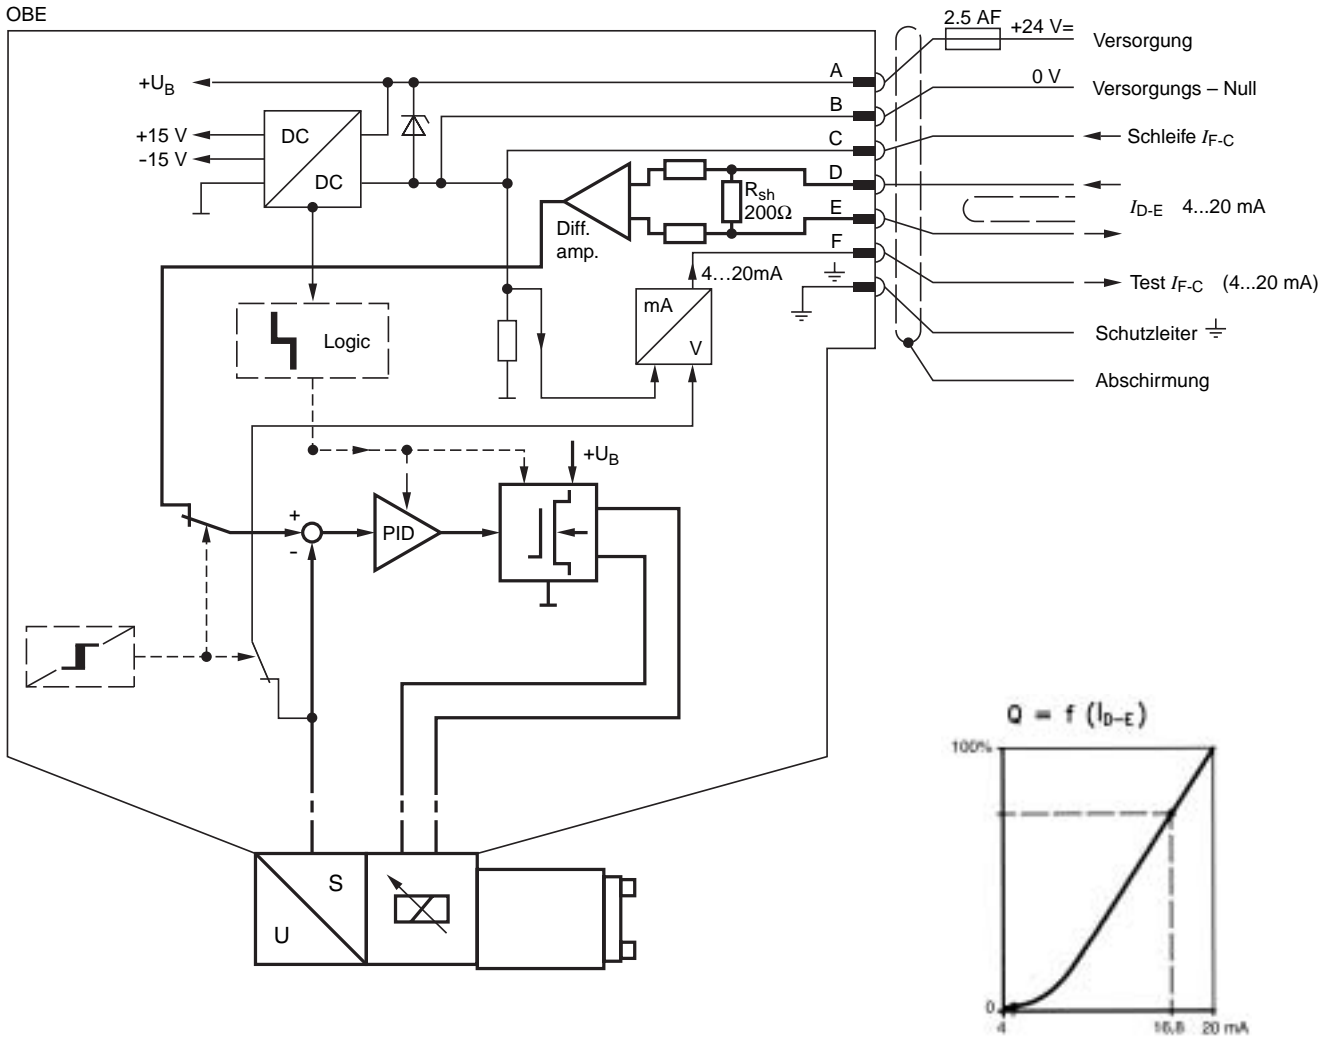 OBE
2.5 AF
+24 V=
Versorgung
+U_B
A
0 V
B
Versorgungs – Null
+15 V
DC
C
Schleife I_F-C
-15 V
DC
D
R_sh
200Ω
I_D-E 4...20 mA
E
Diff.
amp.
F
4...20mA
Test I_F-C (4...20 mA)
mA
V
Logic
Schutzleiter
Abschirmung
+U_B
+
-
PID
S
U
Q = f (I_D-E)
100%
0
4
16.8
20 mA